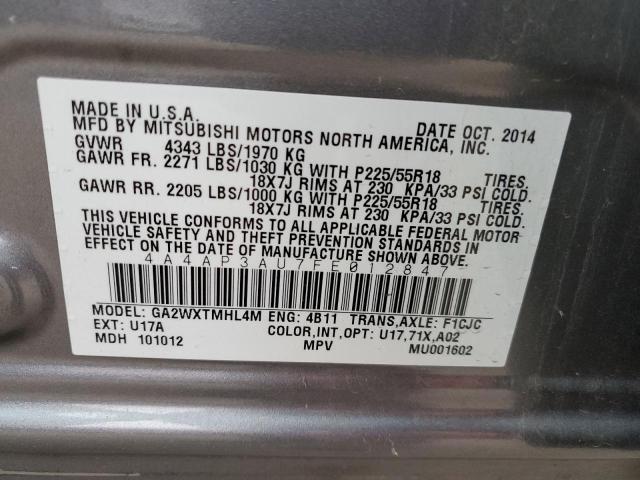 MADE IN U.S.A. DATE OCT. 2014
MFD BY MITSUBISHI MOTORS NORTH AMERICA, INC.
GVWR 4343 LBS/1970 KG
GAWR FR. 2271 LBS/1030 KG WITH P225/55R18 TIRES,
18X7J RIMS AT 230 KPA/33 PSI COLD.
GAWR RR. 2205 LBS/1000 KG WITH P225/55R18 TIRES,
18X7J RIMS AT 230 KPA/33 PSI COLD.
THIS VEHICLE CONFORMS TO ALL APPLICABLE FEDERAL MOTOR
VEHICLE SAFETY AND THEFT PREVENTION STANDARDS IN
EFFECT ON THE DATE OF MANUFACTURE SHOWN ABOVE.
4A4AP3AU7FE012847
MODEL: GA2WXTMHL4M ENG: 4B11 TRANS,AXLE: F1CJC
EXT: U17A COLOR,INT,OPT: U17,71X,A02
MDH 101012 MPV MU001602